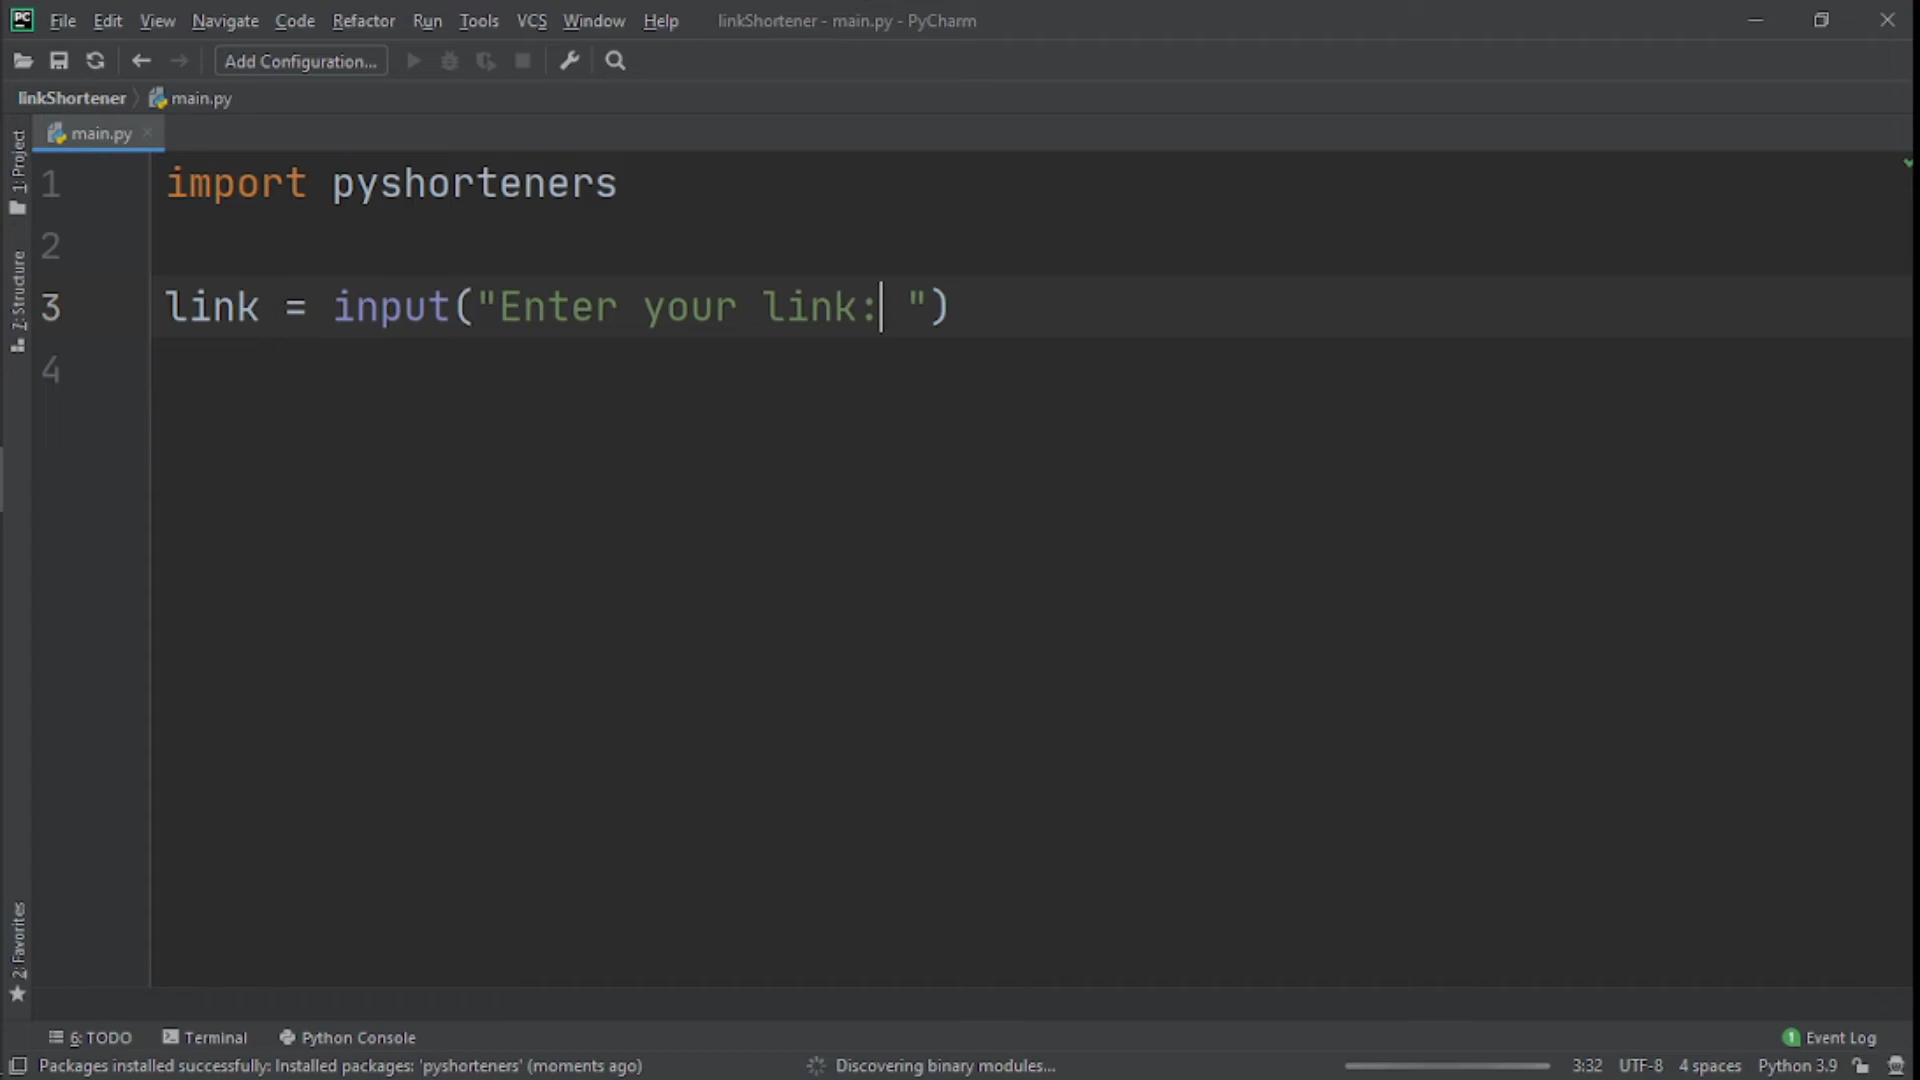 PC File Edit View Navigate Code Refactor Run Tools VCS Window Help linkShortener - main.py - PyCharm
Add Configuration...
linkShortener main.py
main.py
1: Project
Z: Structure
2: Favorites
1 import pyshorteners
2
3 link = input("Enter your link: ")
4
6: TODO Terminal Python Console 1 Event Log
Packages installed successfully: Installed packages: 'pyshorteners' (moments ago) Discovering binary modules... 3:32 UTF-8 4 spaces Python 3.9